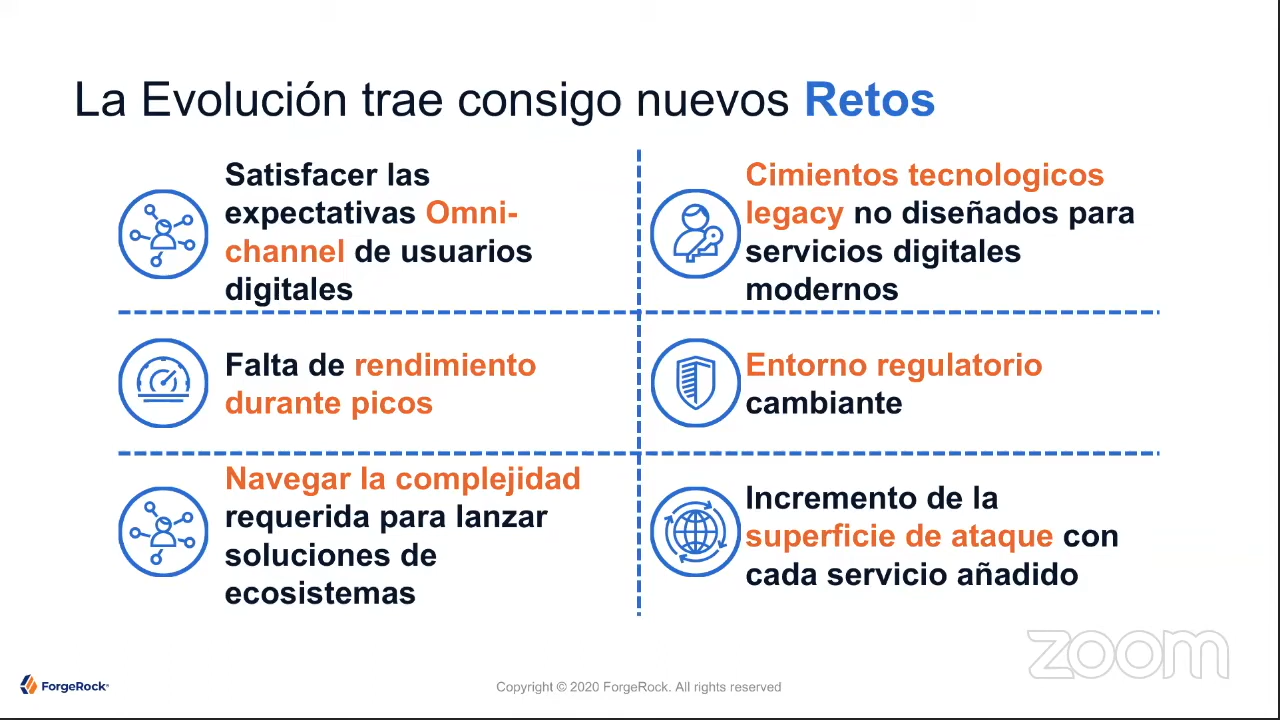 La Evolución trae consigo nuevos Retos
Satisfacer las
expectativas Omni-
channel de usuarios
digitales
Cimientos tecnologicos
legacy no diseñados para
servicios digitales
modernos
Falta de rendimiento
durante picos
Entorno regulatorio
cambiante
Navegar la complejidad
requerida para lanzar
soluciones de
ecosistemas
Incremento de la
superficie de ataque con
cada servicio añadido
zoom
ForgeRock
Copyright © 2020 ForgeRock. All rights reserved